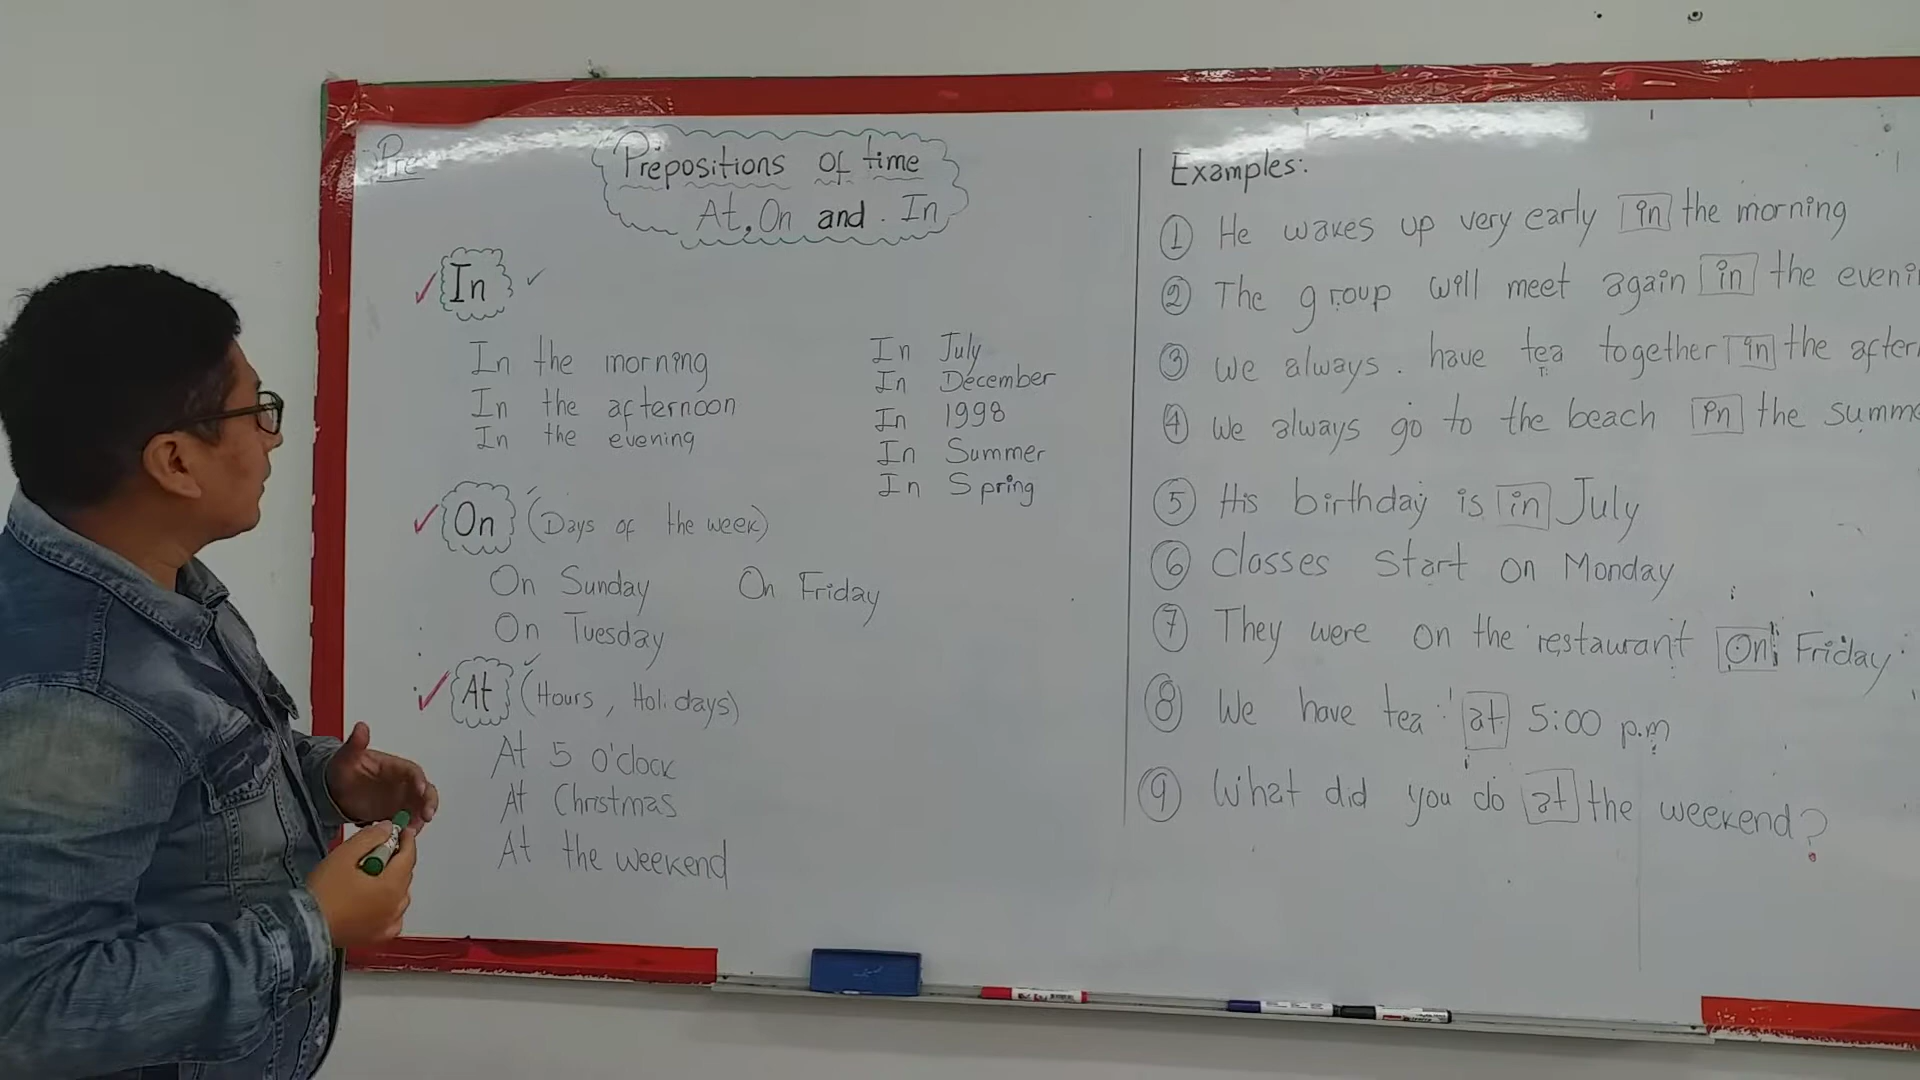 Pre
Prepositions of time
At, On and . In
In
In the morning
In the afternoon
In the evening
In July
In December
In 1998
In Summer
In Spring
On (Days of the week)
On Sunday On Friday
On Tuesday
At (Hours, Holidays)
At 5 o'clock
At Christmas
At the weekend
Examples:
1 He wakes up very early in the morning
2 The group will meet again in the eveni
3 We always . have tea together in the after
4 We always go to the beach in the summ
5 His birthday is in July
6 Classes start on Monday
7 They were on the restaurant On Friday
8 We have tea at 5:00 p.m
9 What did you do at the weekend?